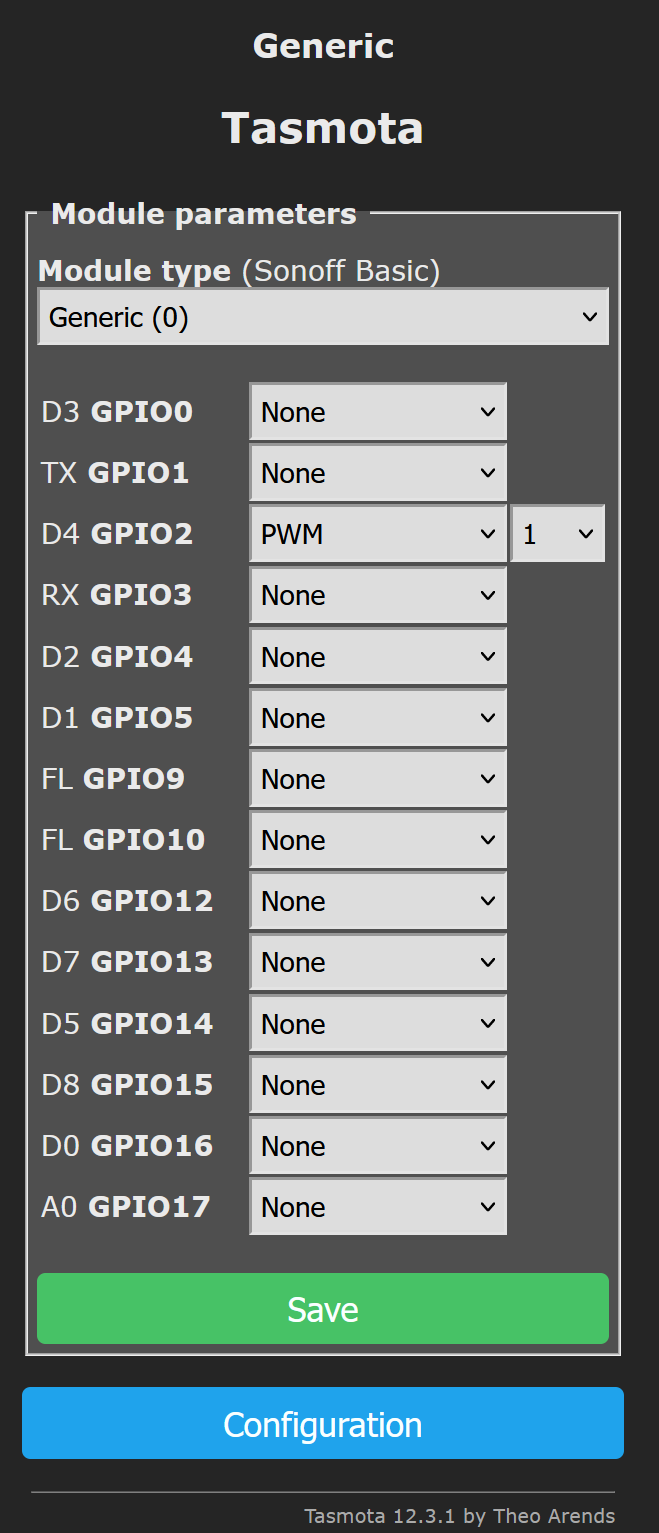 Generic
Tasmota
Module parameters
Module type (Sonoff Basic)
Generic (0)
D3 GPIO0 None
TX GPIO1 None
D4 GPIO2 PWM 1
RX GPIO3 None
D2 GPIO4 None
D1 GPIO5 None
FL GPIO9 None
FL GPIO10 None
D6 GPIO12 None
D7 GPIO13 None
D5 GPIO14 None
D8 GPIO15 None
D0 GPIO16 None
A0 GPIO17 None
Save
Configuration
Tasmota 12.3.1 by Theo Arends